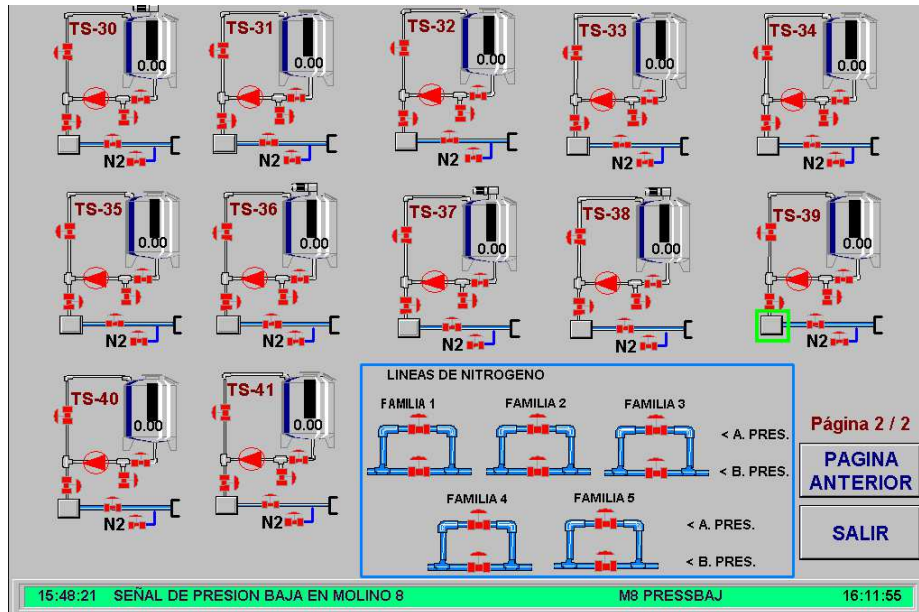 TS-30 TS-31 TS-32 TS-33 TS-34
0.00 0.00 0.00 0.00 0.00
N2 N2 N2 N2 N2
TS-35 TS-36 TS-37 TS-38 TS-39
0.00 0.00 0.00 0.00 0.00
N2 N2 N2 N2 N2
TS-40 TS-41
0.00 0.00
N2 N2
LINEAS DE NITROGENO
FAMILIA 1 FAMILIA 2 FAMILIA 3
< A. PRES.
< B. PRES.
FAMILIA 4 FAMILIA 5
< A. PRES.
< B. PRES.
Página 2 / 2
PAGINA
ANTERIOR
SALIR
15:48:21 SEÑAL DE PRESION BAJA EN MOLINO 8 M8 PRESSBAJ 16:11:55